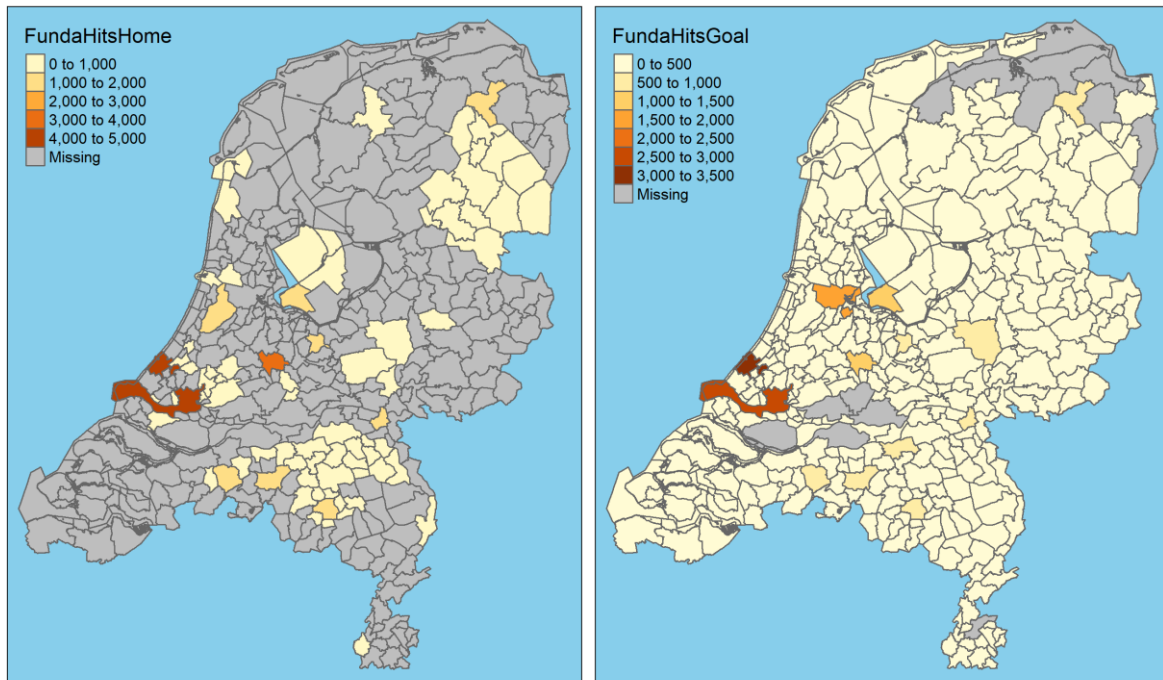 FundaHitsHome
0 to 1,000
1,000 to 2,000
2,000 to 3,000
3,000 to 4,000
4,000 to 5,000
Missing
FundaHitsGoal
0 to 500
500 to 1,000
1,000 to 1,500
1,500 to 2,000
2,000 to 2,500
2,500 to 3,000
3,000 to 3,500
Missing